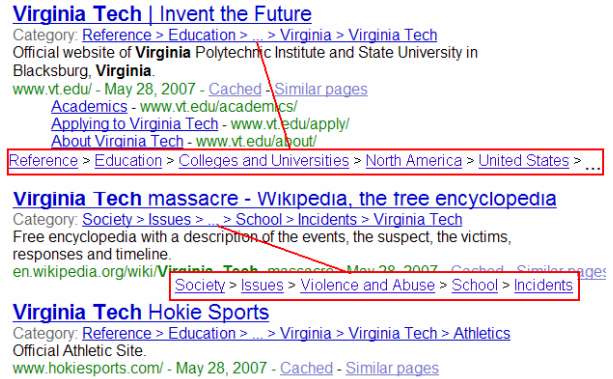 Virginia Tech | Invent the Future
Category: Reference > Education > ... > Virginia > Virginia Tech
Official website of Virginia Polytechnic Institute and State University in
Blacksburg, Virginia.
www.vt.edu/ - May 28, 2007 - Cached - Similar pages
Academics - www.vt.edu/academics/
Applying to Virginia Tech - www.vt.edu/apply/
About Virginia Tech - www.vt.edu/about/
Reference > Education > Colleges and Universities > North America > United States > ...
Virginia Tech massacre - Wikipedia, the free encyclopedia
Category: Society > Issues > ... > School > Incidents > Virginia Tech
Free encyclopedia with a description of the events, the suspect, the victims,
responses and timeline.
en.wikipedia.org/wiki/Virginia_Tech_massacre - May 28, 2007 - Cached - Similar pages
Society > Issues > Violence and Abuse > School > Incidents
Virginia Tech Hokie Sports
Category: Reference > Education > ... > Virginia > Virginia Tech > Athletics
Official Athletic Site.
www.hokiesports.com/ - May 28, 2007 - Cached - Similar pages